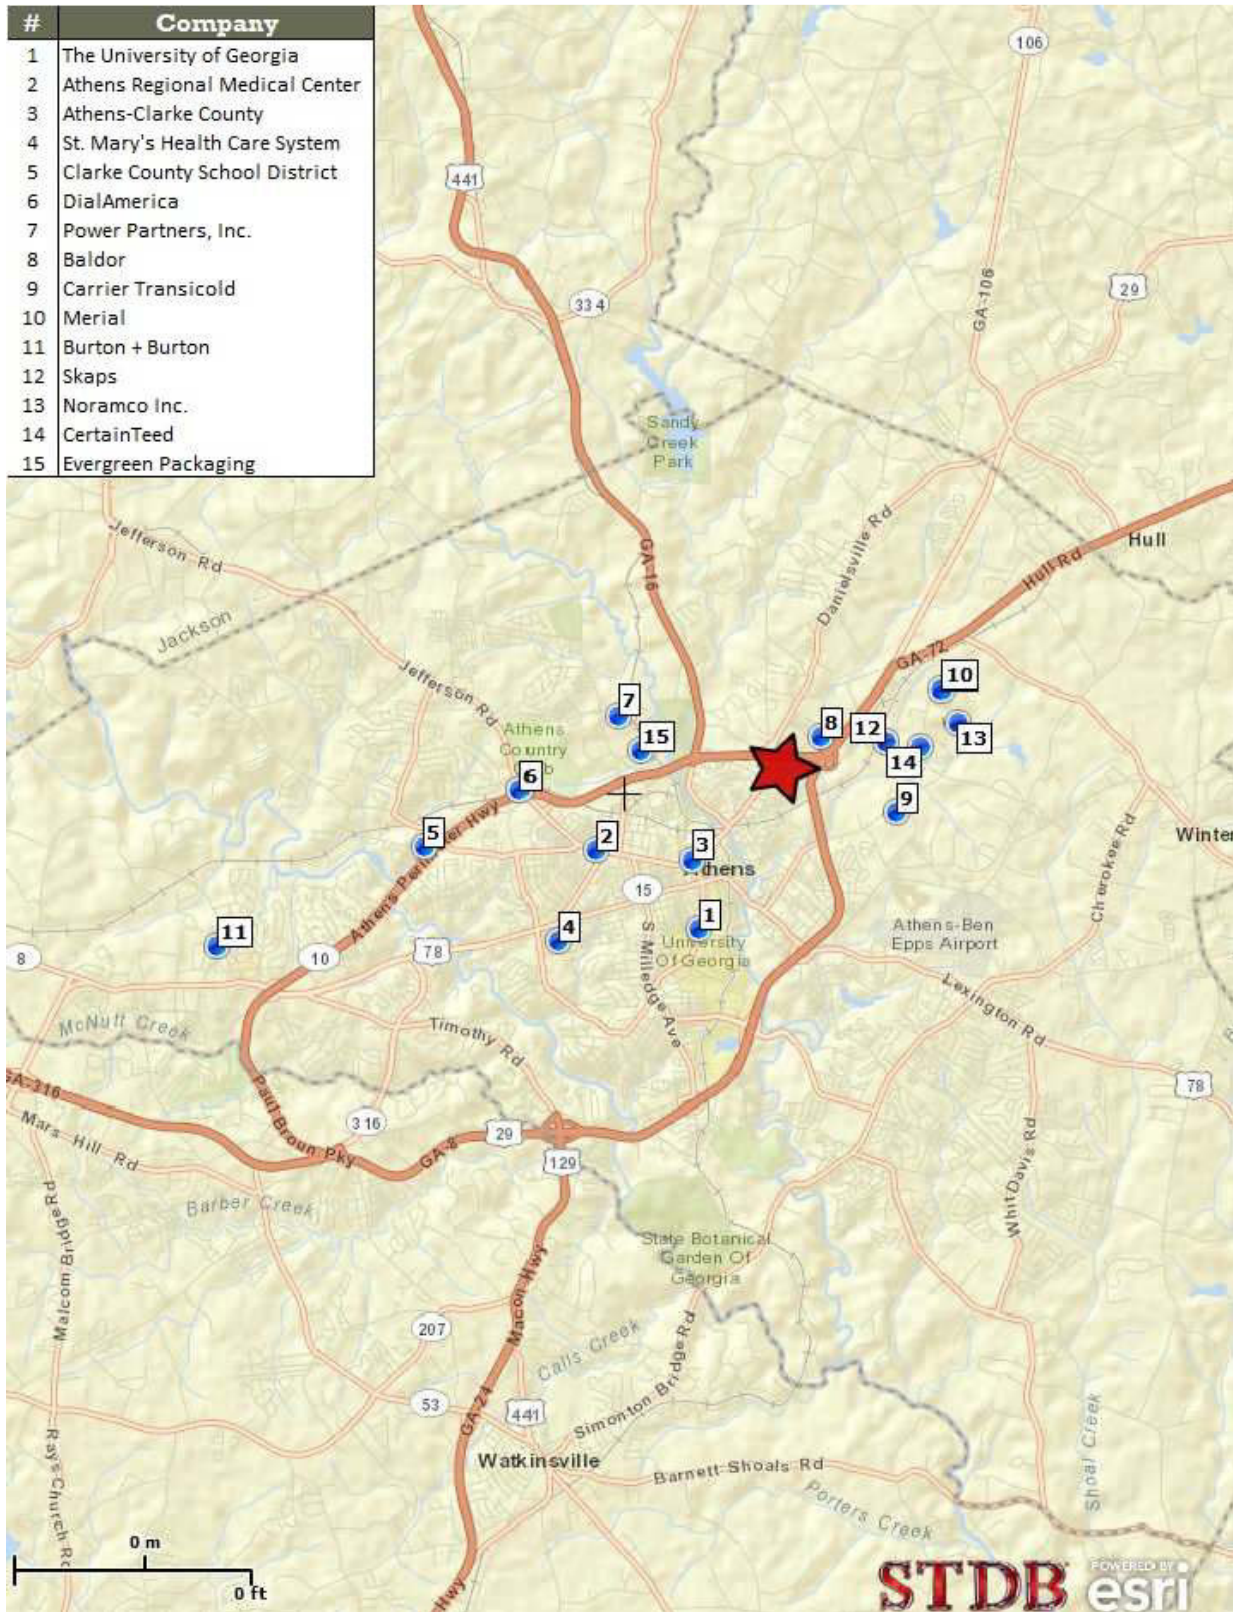 # Company
1 The University of Georgia
2 Athens Regional Medical Center
3 Athens-Clarke County
4 St. Mary's Health Care System
5 Clarke County School District
6 DialAmerica
7 Power Partners, Inc.
8 Baldor
9 Carrier Transicold
10 Merial
11 Burton + Burton
12 Skaps
13 Noramco Inc.
14 CertainTeed
15 Evergreen Packaging
106
441
29
334
GA-106
Sandy
Creek
Park
Danielsville Rd
Hull
Hull Rd
GA-15
Jefferson Rd
Jackson
Jefferson Rd
GA-72
10
7
8
12
13
15
14
Athens
Country
6
9
Athens Perimeter Hwy
5
2
3
Athens
Winter
Cherokee Rd
15
1
4
11
University
Of Georgia
S Milledge Ave
Athens-Ben
Epps Airport
8
10
78
Lexington Rd
McNutt Creek
Timothy Rd
GA-316
78
Paul Broun Pky
316
Mars Hill Rd
GA-8
29
129
Whit Davis Rd
Barber Creek
Malcom Bridge Rd
State Botanical
Garden Of
Georgia
Macon Hwy
207
Calls Creek
Simonton Bridge Rd
53
441
GA-24
Watkinsville
Barnett Shoals Rd
Shoal Creek
Porters Creek
Rays Church Rd
0 m
0 ft
Hwy
STDB
POWERED BY
esri